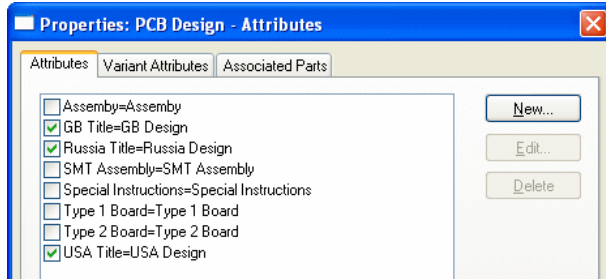 Properties: PCB Design - Attributes
Attributes Variant Attributes Associated Parts
Assemby=Assemby
GB Title=GB Design
Russia Title=Russia Design
SMT Assembly=SMT Assembly
Special Instructions=Special Instructions
Type 1 Board=Type 1 Board
Type 2 Board=Type 2 Board
USA Title=USA Design
New...
Edit...
Delete